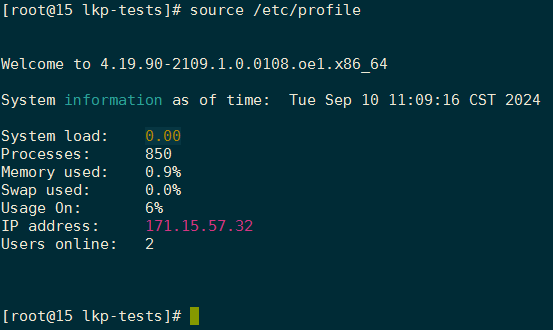 [root@15 lkp-tests]# source /etc/profile
Welcome to 4.19.90-2109.1.0.0108.oe1.x86_64
System information as of time:  Tue Sep 10 11:09:16 CST 2024
System load:    0.00
Processes:      850
Memory used:    0.9%
Swap used:      0.0%
Usage On:       6%
IP address:     171.15.57.32
Users online:   2
[root@15 lkp-tests]#